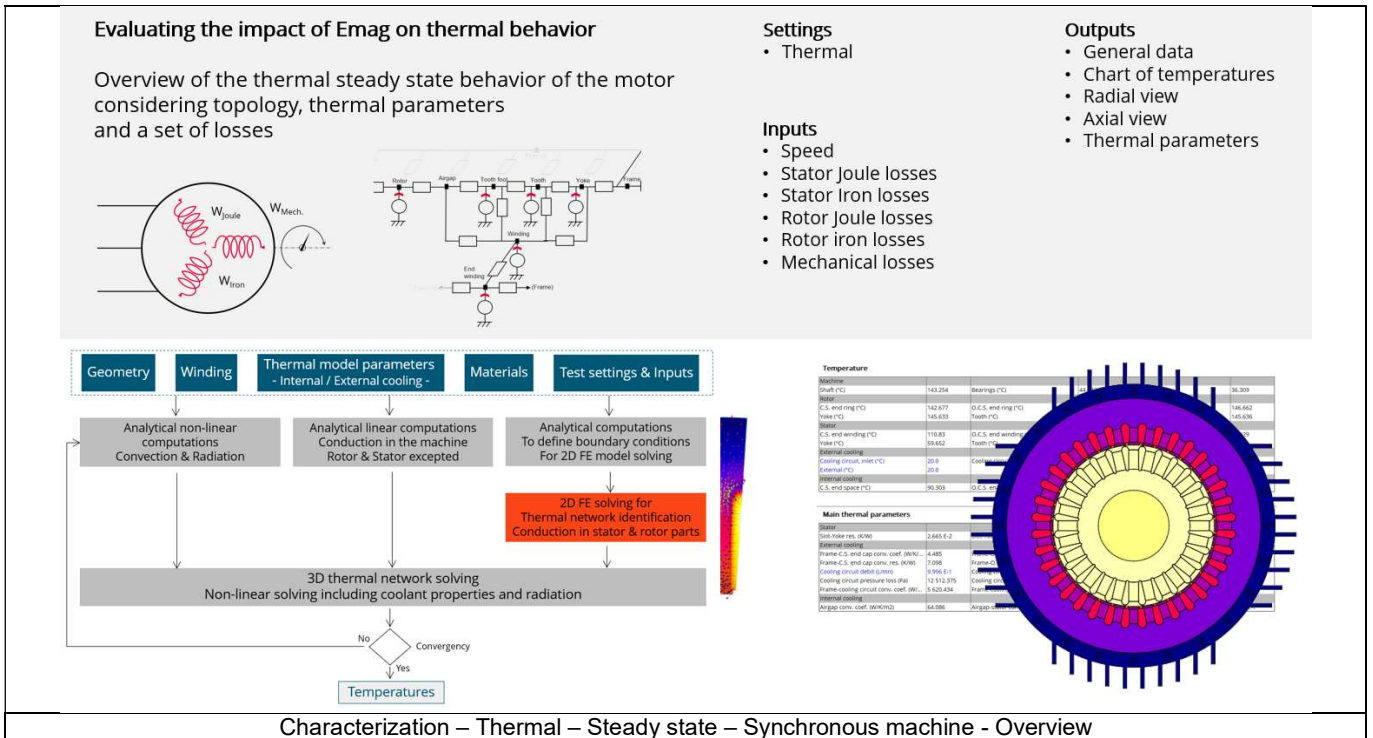 Evaluating the impact of Emag on thermal behavior
Overview of the thermal steady state behavior of the motor
considering topology, thermal parameters
and a set of losses
Settings
• Thermal
Inputs
• Speed
• Stator Joule losses
• Stator Iron losses
• Rotor Joule losses
• Rotor iron losses
• Mechanical losses
Outputs
• General data
• Chart of temperatures
• Radial view
• Axial view
• Thermal parameters
WJoule
WMech.
WIron
Rotor
Airgap
Tooth foot
Tooth
Yoke
Frame
Winding
End
winding
(Frame)
Geometry
Winding
Thermal model parameters
- Internal / External cooling -
Materials
Test settings & Inputs
Analytical non-linear
computations
Convection & Radiation
Analytical linear computations
Conduction in the machine
Rotor & Stator excepted
Analytical computations
To define boundary conditions
For 2D FE model solving
2D FE solving for
Thermal network identification
Conduction in stator & rotor parts
3D thermal network solving
Non-linear solving including coolant properties and radiation
No
Convergency
Yes
Temperatures
Temperature
Machine
Shaft (°C) 143.254 Bearings (°C) 44. 36.309
Rotor
C.S. end ring (°C) 142.677 O.C.S. end ring (°C) 146.662
Yoke (°C) 145.633 Tooth (°C) 145.636
Stator
C.S. end winding (°C) 110.83 O.C.S. end winding
Yoke (°C) 59.652 Tooth (°C)
External cooling
Cooling circuit, inlet (°C) 20.0
External (°C) 20.0
Internal cooling
C.S. end space (°C) 90.303 O.C.S. en
Main thermal parameters
Stator
Slot-Yoke res. (K/W) 2.665 E-2
External cooling
Frame-C.S. end cap conv. coef. (W/K/... 4.485
Frame-C.S. end cap conv. res. (K/W) 7.098 Frame-O
Cooling circuit debit (L/mn) 9.996 E-1
Cooling circuit pressure loss (Pa) 12 512.375 Cooling circ
Frame-cooling circuit conv. coef. (W/... 5 620.434
Internal cooling
Airgap conv. coef. (W/K/m2) 64.086
Characterization – Thermal – Steady state – Synchronous machine - Overview